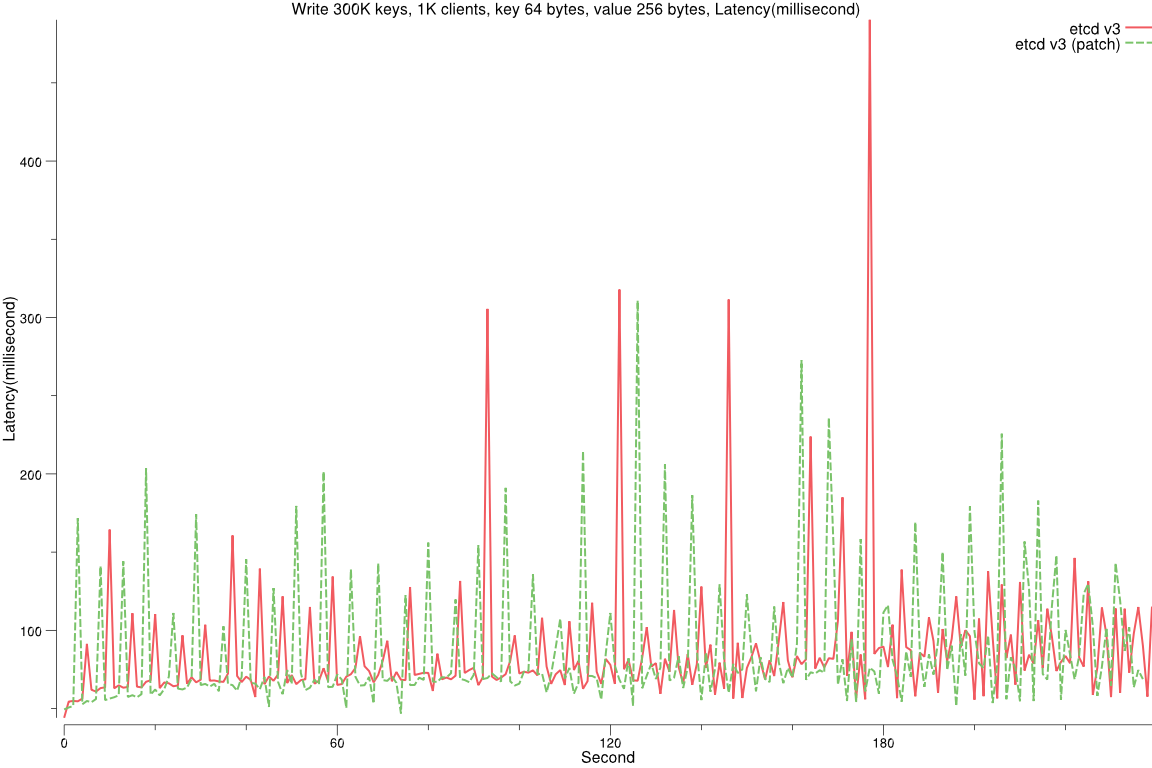 Write 300K keys, 1K clients, key 64 bytes, value 256 bytes, Latency(millisecond)
etcd v3
etcd v3 (patch)
Latency(millisecond)
400
300
200
100
0
60
120
180
Second